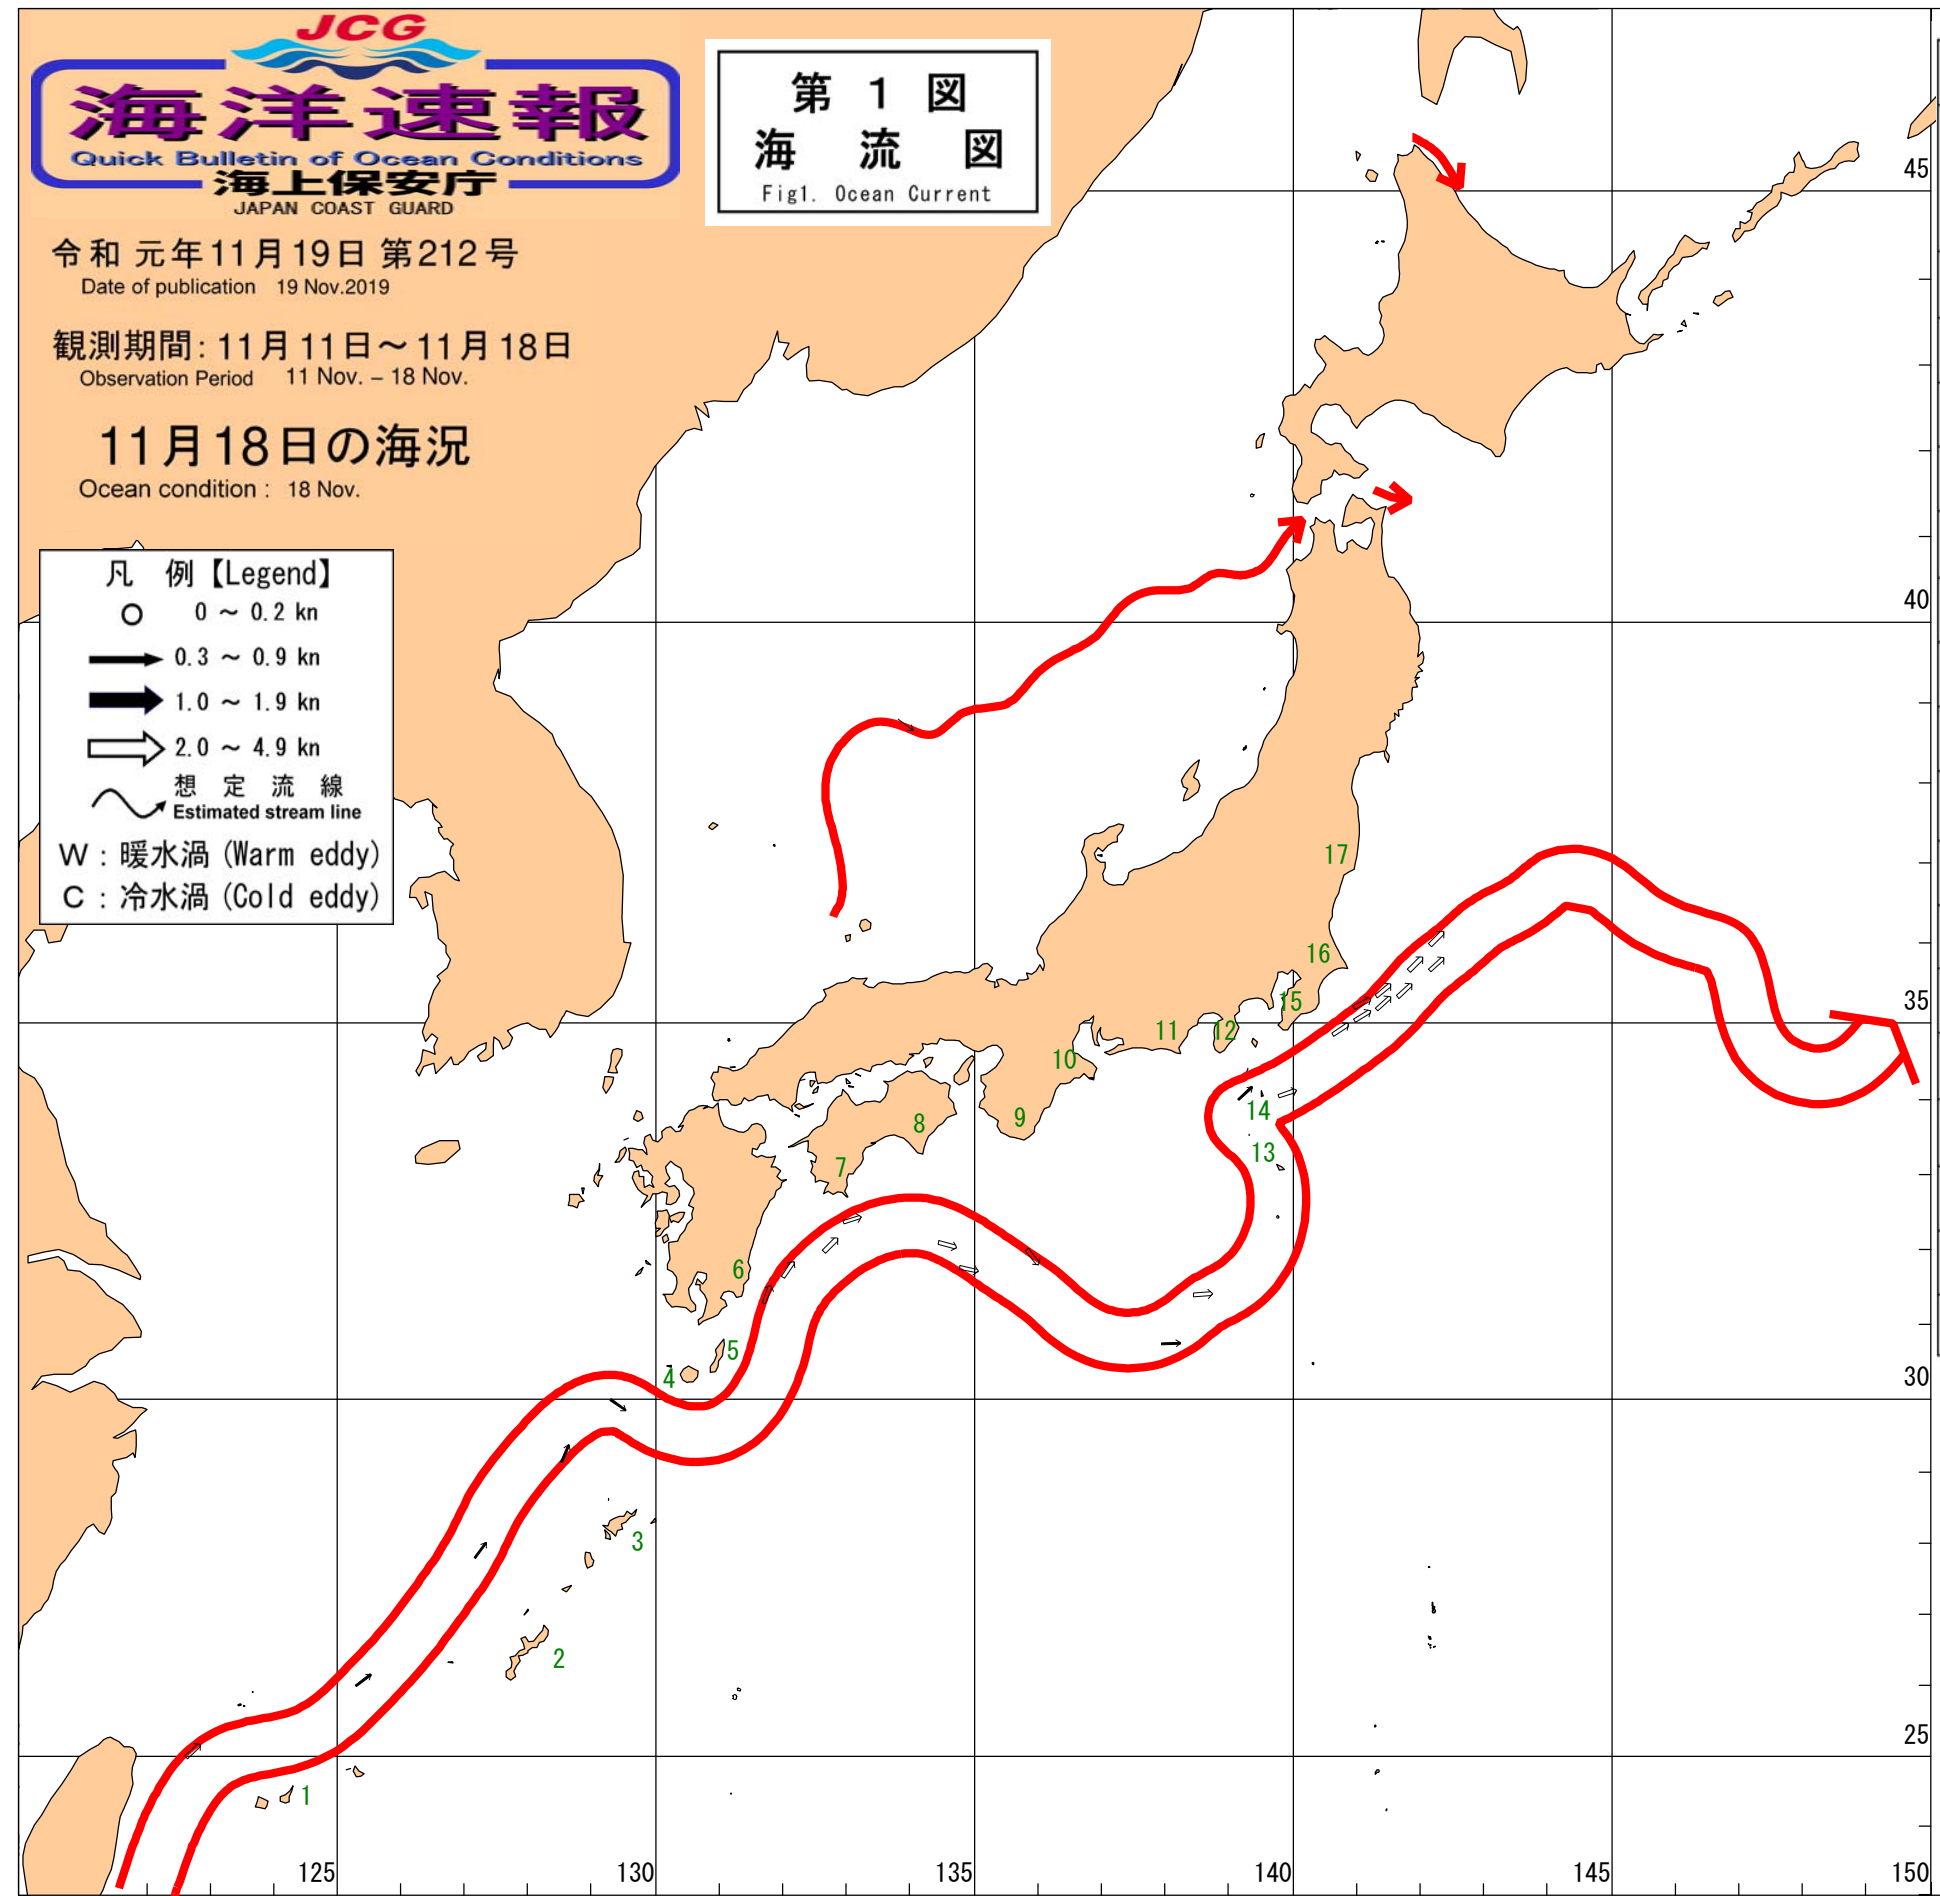 JCG
海洋速報
Quick Bulletin of Ocean Conditions
海上保安庁
JAPAN COAST GUARD
第 1 図
海 流 図
Fig1. Ocean Current
令和 元年11月19日 第212号
Date of publication 19 Nov.2019
観測期間: 11月11日～11月18日
Observation Period 11 Nov. – 18 Nov.
11月18日の海況
Ocean condition : 18 Nov.
凡 例【Legend】
0 ～ 0.2 kn
0.3 ～ 0.9 kn
1.0 ～ 1.9 kn
2.0 ～ 4.9 kn
想 定 流 線
Estimated stream line
W : 暖水渦 (Warm eddy)
C : 冷水渦 (Cold eddy)
45
40
17
16
35
15
11
12
10
14
9
8
13
7
6
5
4
30
3
2
25
1
125
130
135
140
145
150